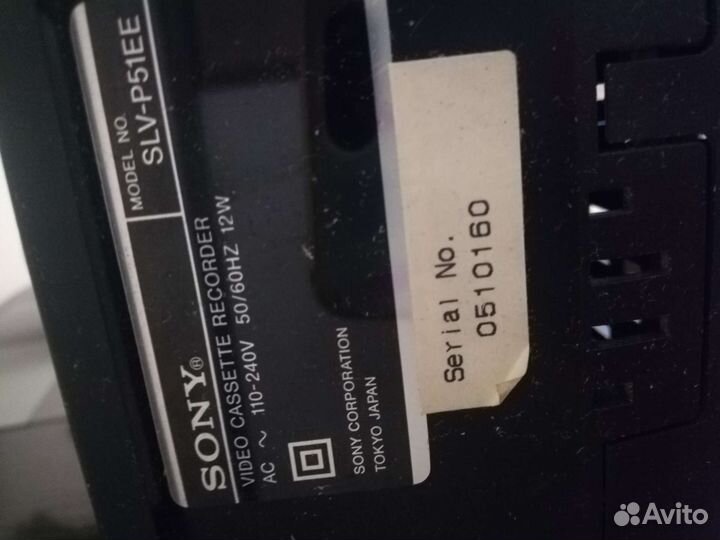 SONY®
MODEL NO. SLV-P51EE
VIDEO CASSETTE RECORDER
AC ~ 110-240V 50/60HZ 12W
SONY CORPORATION
TOKYO JAPAN
Serial No.
0510160
Avito